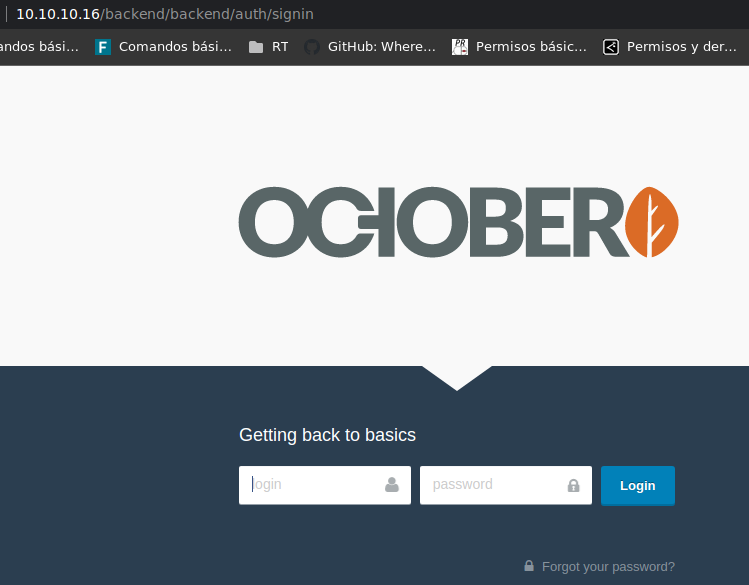 10.10.10.16/backend/backend/auth/signin
andos bási... Comandos bási... RT GitHub: Where... Permisos básic... Permisos y der...
OCTOBER
Getting back to basics
login password Login
Forgot your password?